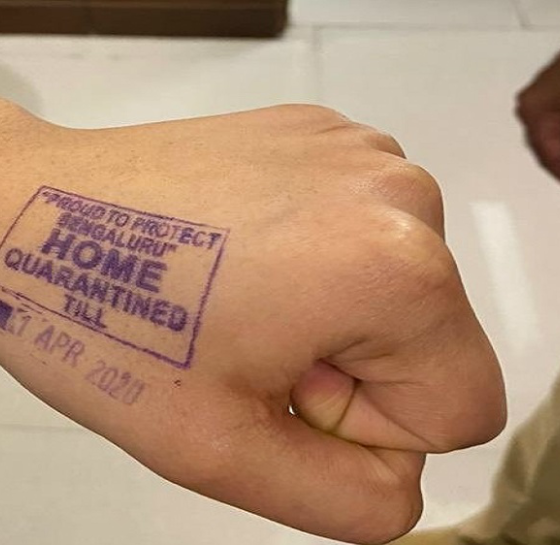 "PROUD TO PROTECT
BENGALURU"
HOME
QUARANTINED
TILL
APR 2020